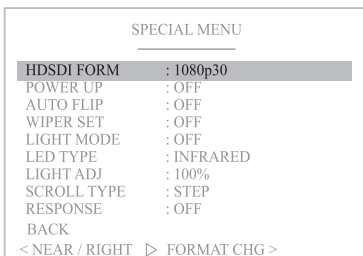 SPECIAL MENU
HDSDI FORM : 1080p30
POWER UP : OFF
AUTO FLIP : OFF
WIPER SET : OFF
LIGHT MODE : OFF
LED TYPE : INFRARED
LIGHT ADJ : 100%
SCROLL TYPE : STEP
RESPONSE : OFF
BACK
< NEAR / RIGHT ▷ FORMAT CHG >